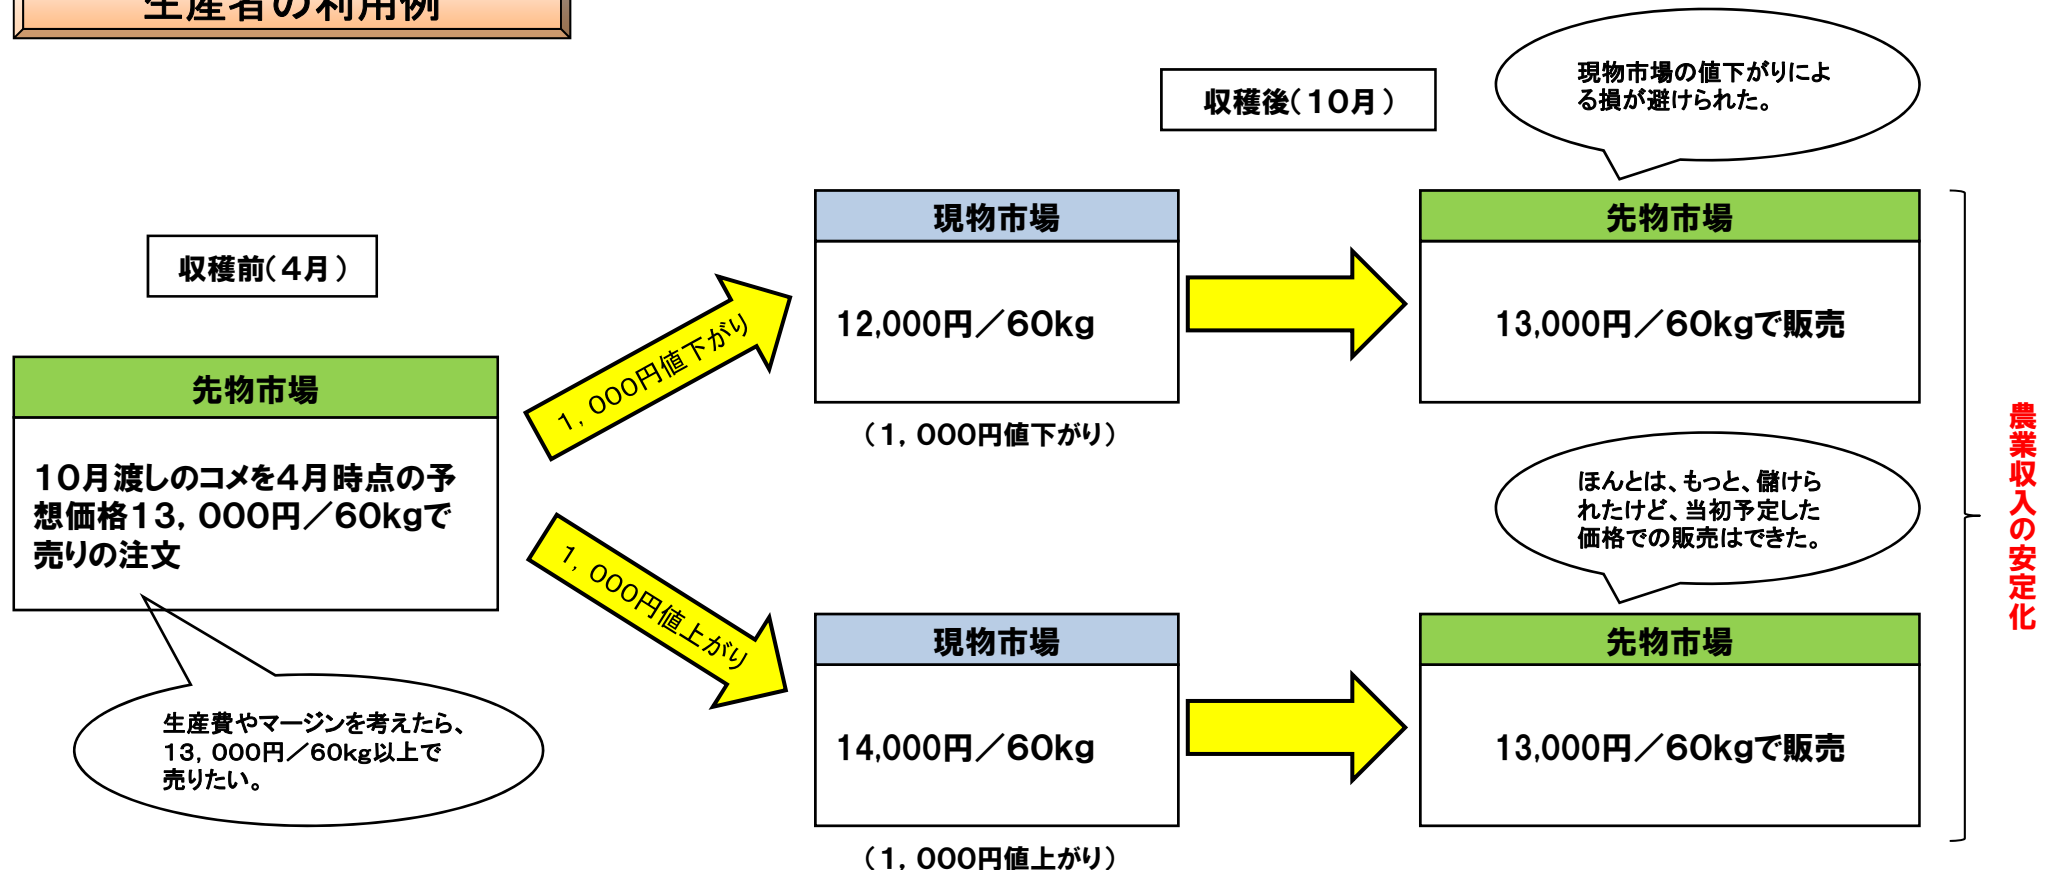 生産者の利用例
収穫前(4月)
先物市場
10月渡しのコメを4月時点の予
想価格13,000円/60kgで
売りの注文
生産費やマージンを考えたら、
13,000円/60kg以上で
売りたい。
1,000円値下がり
1,000円値上がり
収穫後(10月)
現物市場
12,000円/60kg
(1,000円値下がり)
現物市場の値下がりによ
る損が避けられた。
先物市場
13,000円/60kgで販売
現物市場
14,000円/60kg
(1,000円値上がり)
ほんとは、もっと、儲けら
れたけど、当初予定した
価格での販売はできた。
先物市場
13,000円/60kgで販売
農業収入の安定化